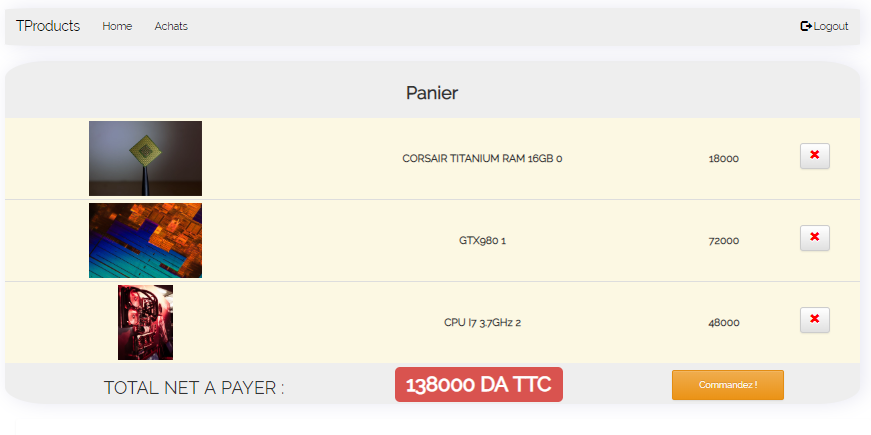 TProducts Home Achats Logout
Panier
CORSAIR TITANIUM RAM 16GB 0 18000
GTX980 1 72000
CPU I7 3.7GHz 2 48000
TOTAL NET A PAYER : 138000 DA TTC Commandez !